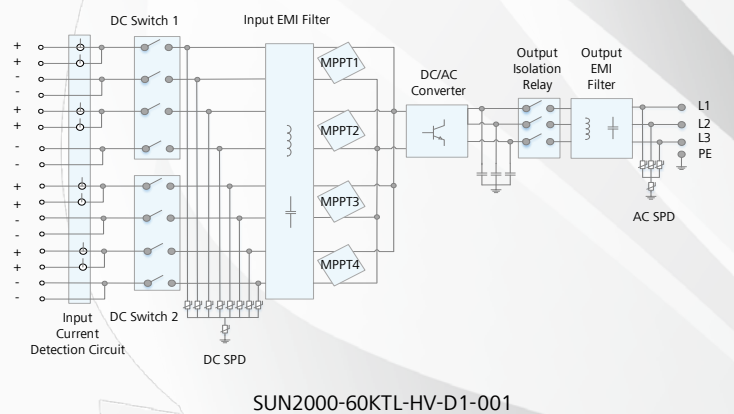 DC Switch 1
Input EMI Filter
+
+
-
-
+
+
-
-
+
+
-
-
+
+
-
-
MPPT1
MPPT2
MPPT3
MPPT4
DC/AC
Converter
Output
Isolation
Relay
Output
EMI
Filter
L1
L2
L3
PE
AC SPD
Input
Current
Detection Circuit
DC Switch 2
DC SPD
SUN2000-60KTL-HV-D1-001